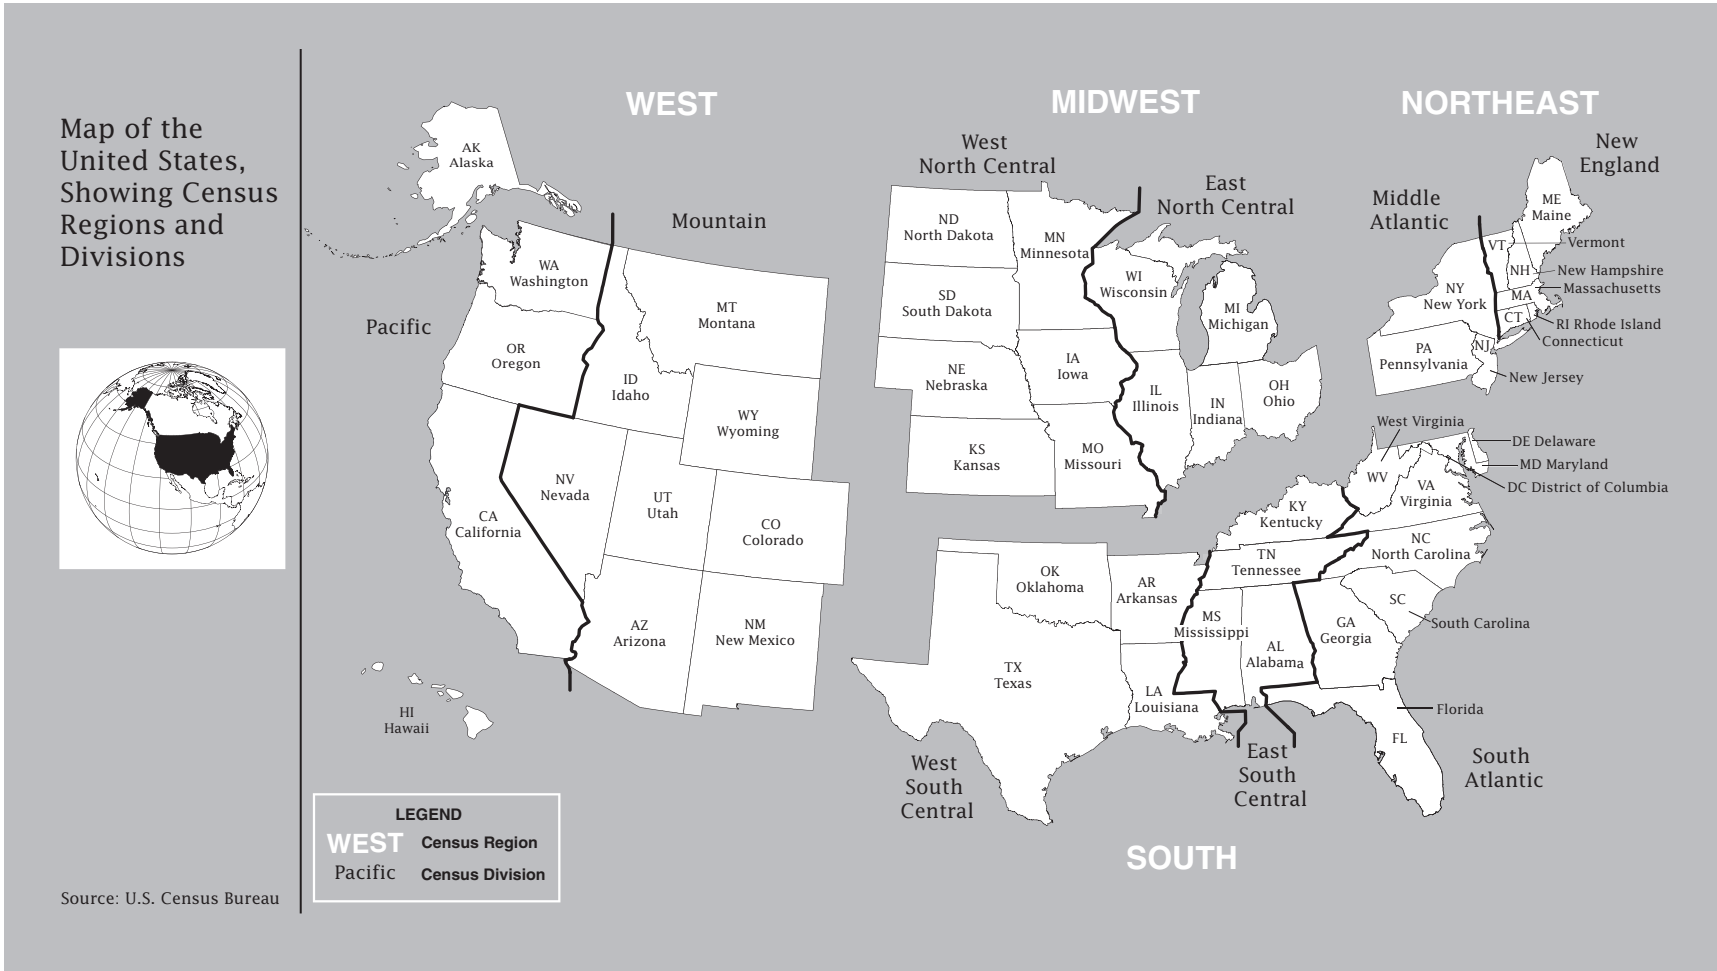 Map of the
United States,
Showing Census
Regions and
Divisions
Source: U.S. Census Bureau
WEST
AK
Alaska
Mountain
Pacific
WA
Washington
MT
Montana
OR
Oregon
ID
Idaho
WY
Wyoming
NV
Nevada
UT
Utah
CO
Colorado
CA
California
AZ
Arizona
NM
New Mexico
HI
Hawaii
LEGEND
WEST Census Region
Pacific Census Division
MIDWEST
West
North Central
East
North Central
ND
North Dakota
MN
Minnesota
SD
South Dakota
WI
Wisconsin
MI
Michigan
NE
Nebraska
IA
Iowa
IL
Illinois
IN
Indiana
OH
Ohio
KS
Kansas
MO
Missouri
NORTHEAST
New
England
Middle
Atlantic
ME
Maine
VT
Vermont
NH
New Hampshire
MA
Massachusetts
NY
New York
CT
RI Rhode Island
Connecticut
PA
Pennsylvania
NJ
New Jersey
West Virginia
DE Delaware
MD Maryland
DC District of Columbia
WV
VA
Virginia
KY
Kentucky
NC
North Carolina
TN
Tennessee
OK
Oklahoma
AR
Arkansas
SC
South Carolina
MS
Mississippi
AL
Alabama
GA
Georgia
TX
Texas
LA
Louisiana
Florida
FL
West
South
Central
East
South
Central
South
Atlantic
SOUTH